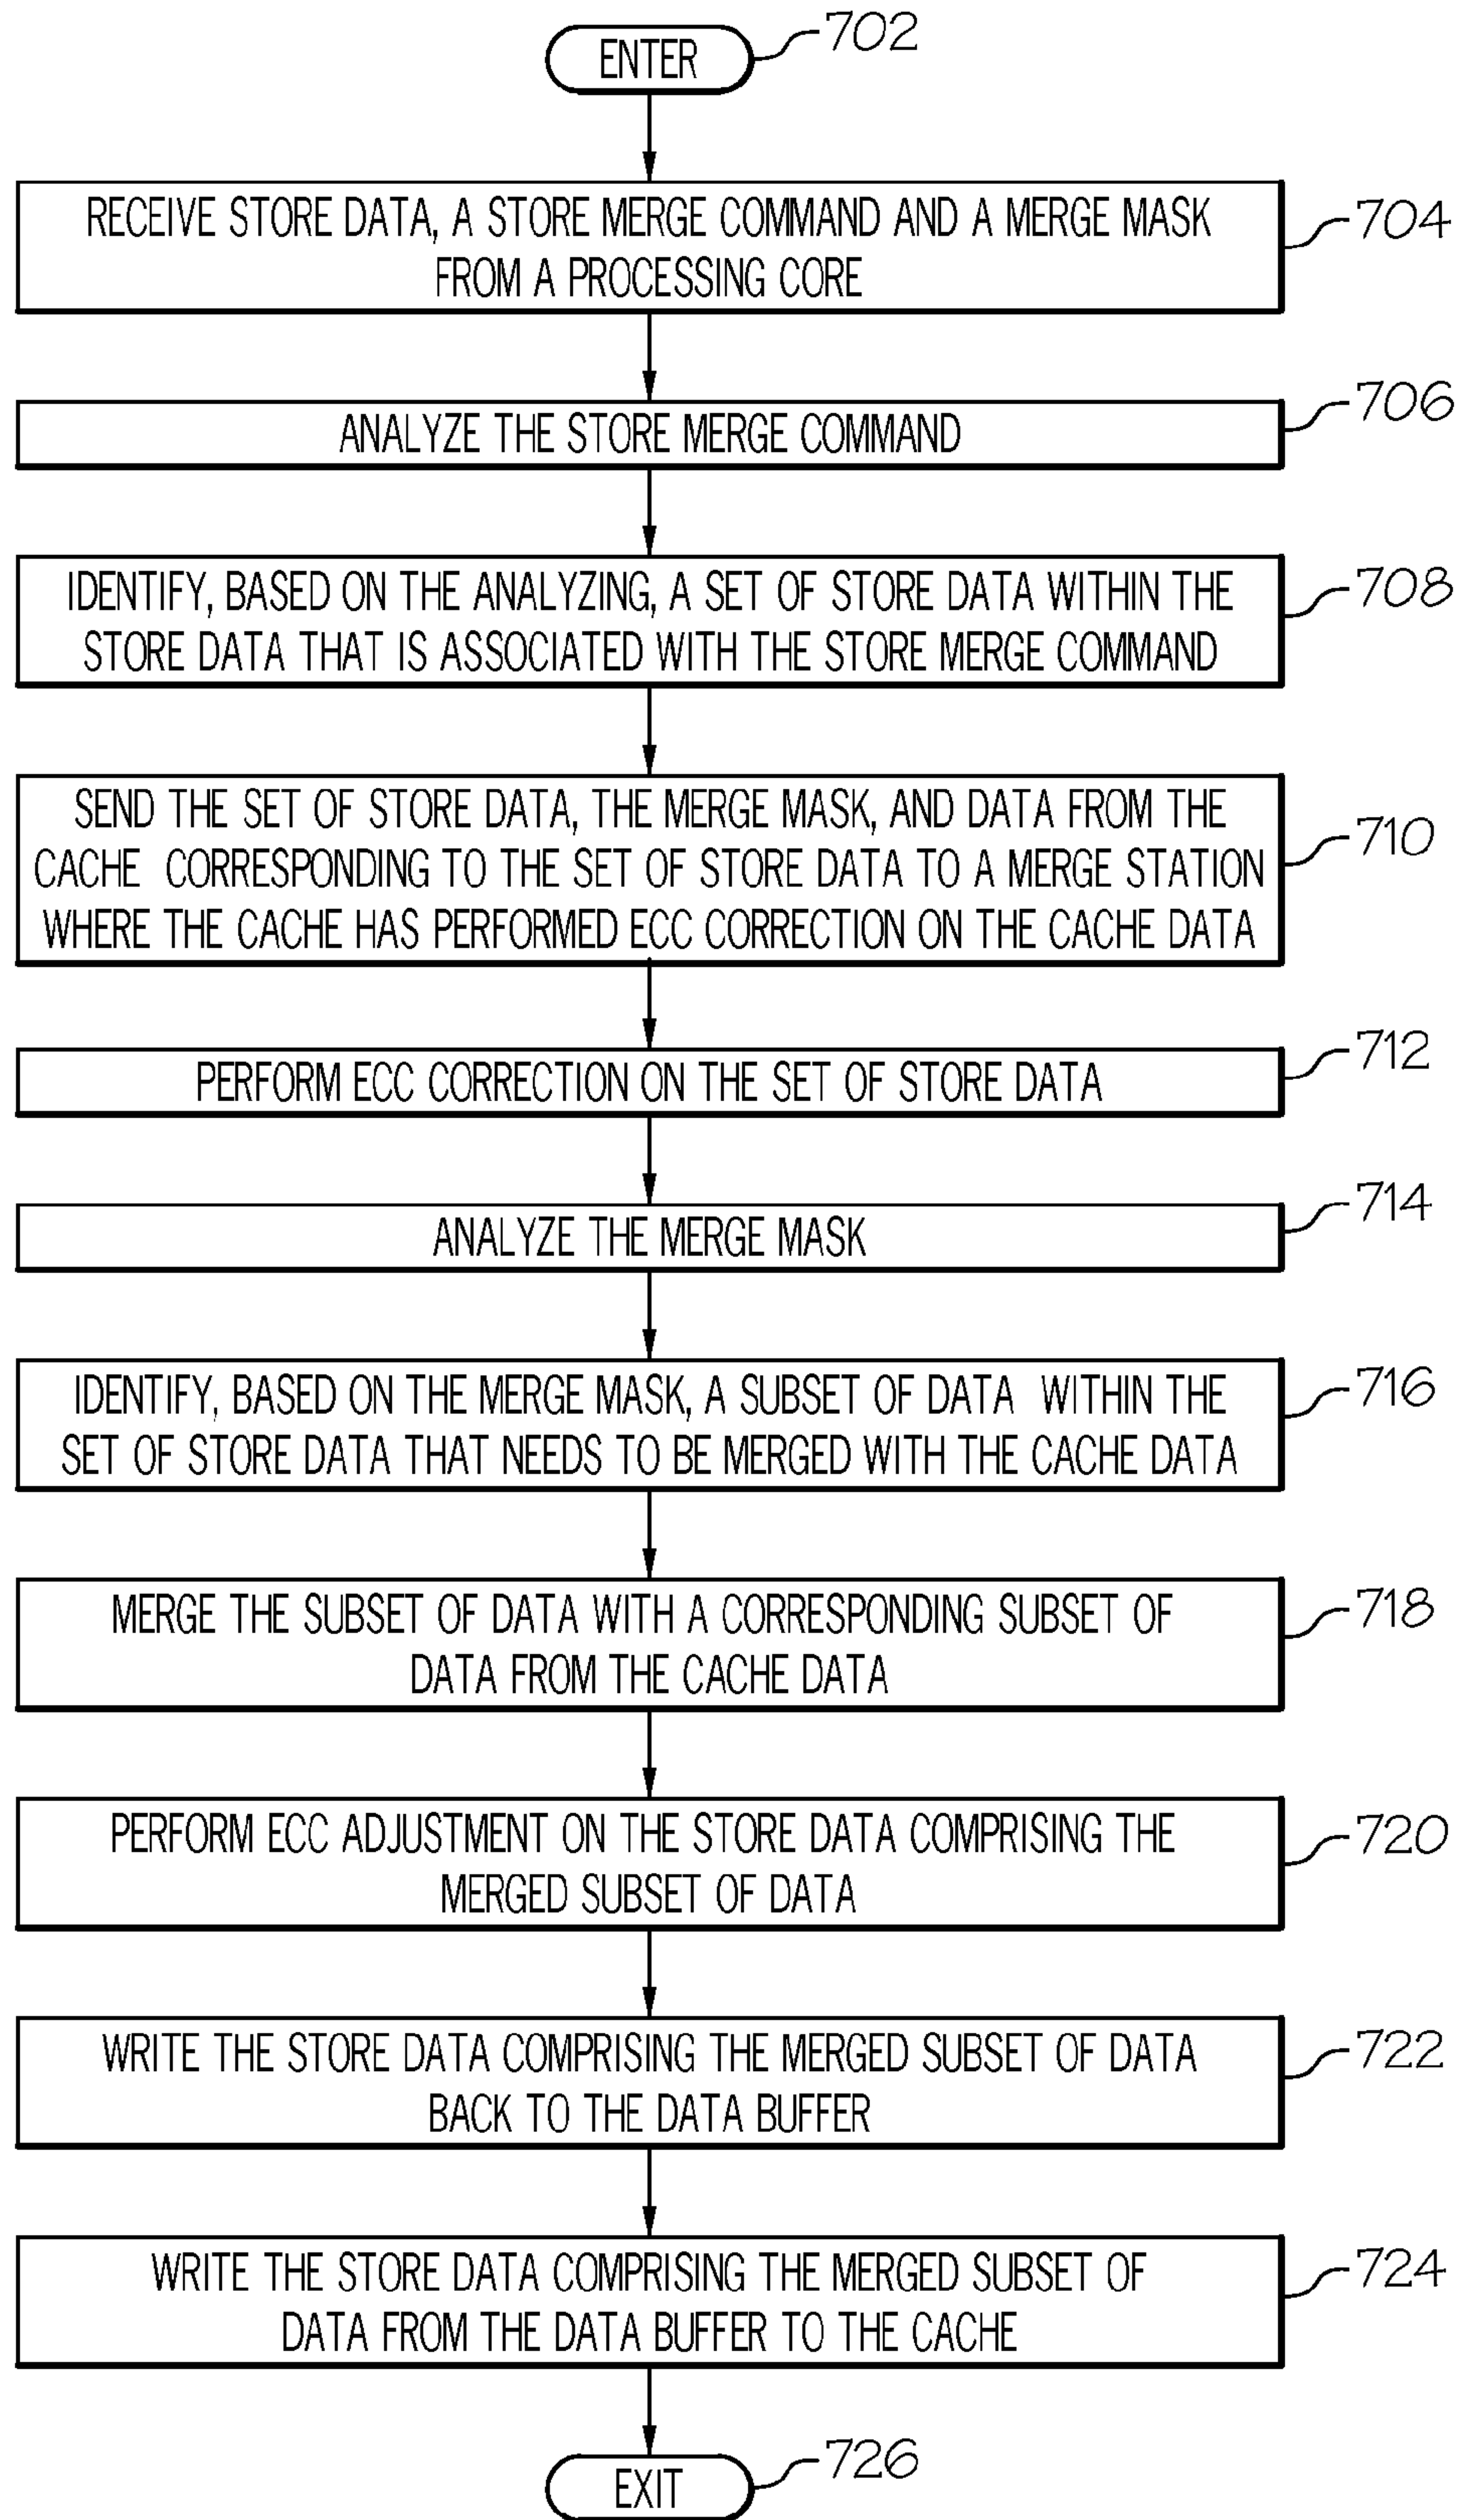 ENTER
702
RECEIVE STORE DATA, A STORE MERGE COMMAND AND A MERGE MASK
FROM A PROCESSING CORE
704
ANALYZE THE STORE MERGE COMMAND
706
IDENTIFY, BASED ON THE ANALYZING, A SET OF STORE DATA WITHIN THE
STORE DATA THAT IS ASSOCIATED WITH THE STORE MERGE COMMAND
708
SEND THE SET OF STORE DATA, THE MERGE MASK, AND DATA FROM THE
CACHE CORRESPONDING TO THE SET OF STORE DATA TO A MERGE STATION
WHERE THE CACHE HAS PERFORMED ECC CORRECTION ON THE CACHE DATA
710
PERFORM ECC CORRECTION ON THE SET OF STORE DATA
712
ANALYZE THE MERGE MASK
714
IDENTIFY, BASED ON THE MERGE MASK, A SUBSET OF DATA WITHIN THE
SET OF STORE DATA THAT NEEDS TO BE MERGED WITH THE CACHE DATA
716
MERGE THE SUBSET OF DATA WITH A CORRESPONDING SUBSET OF
DATA FROM THE CACHE DATA
718
PERFORM ECC ADJUSTMENT ON THE STORE DATA COMPRISING THE
MERGED SUBSET OF DATA
720
WRITE THE STORE DATA COMPRISING THE MERGED SUBSET OF DATA
BACK TO THE DATA BUFFER
722
WRITE THE STORE DATA COMPRISING THE MERGED SUBSET OF
DATA FROM THE DATA BUFFER TO THE CACHE
724
EXIT
726